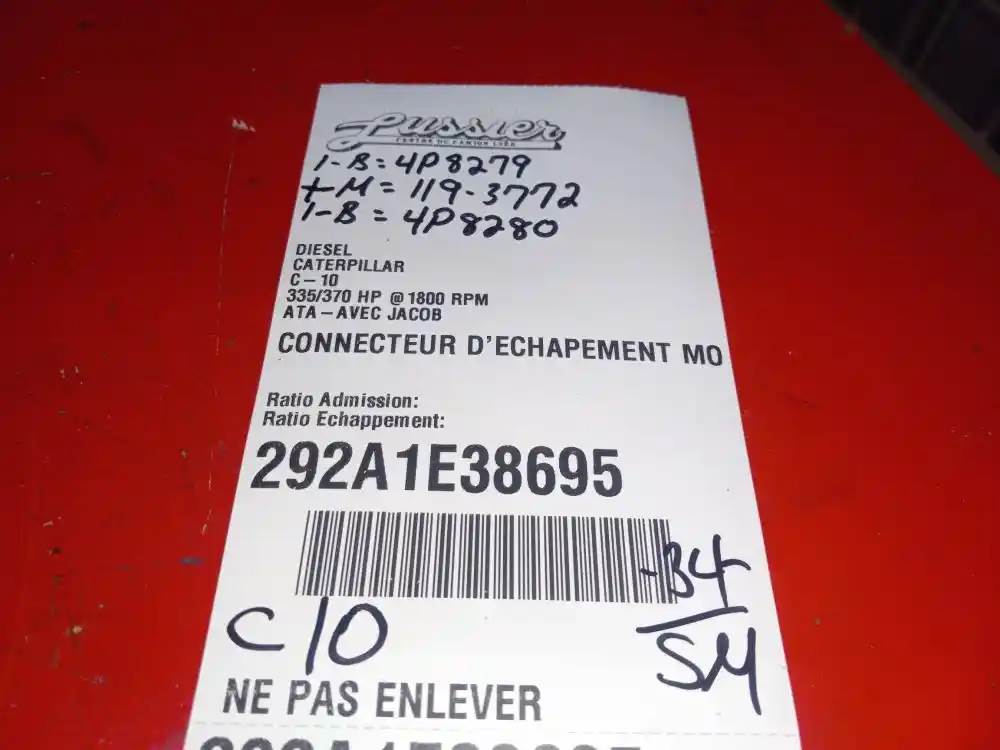 Lussier
CENTRE DU CAMION LTÉE
1-B = 4P8279
+M = 119-3772
1-B = 4P8280
DIESEL
CATERPILLAR
C – 10
335/370 HP @ 1800 RPM
ATA – AVEC JACOB
CONNECTEUR D'ECHAPEMENT MO
Ratio Admission:
Ratio Echappement:
292A1E38695
-B4
SM
C10
NE PAS ENLEVER